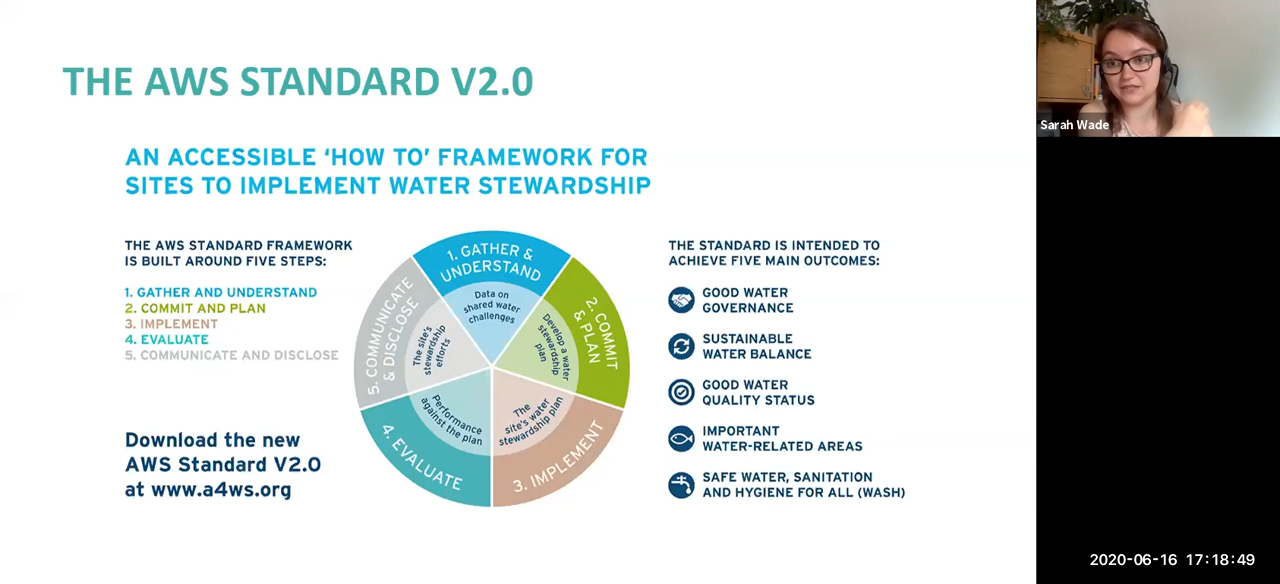 THE AWS STANDARD V2.0
AN ACCESSIBLE ‘HOW TO’ FRAMEWORK FOR
SITES TO IMPLEMENT WATER STEWARDSHIP
THE AWS STANDARD FRAMEWORK
IS BUILT AROUND FIVE STEPS:
1. GATHER AND UNDERSTAND
2. COMMIT AND PLAN
3. IMPLEMENT
4. EVALUATE
5. COMMUNICATE AND DISCLOSE
Download the new
AWS Standard V2.0
at www.a4ws.org
1. GATHER &
UNDERSTAND
Data on
shared water
challenges
2. COMMIT
& PLAN
Develop a water
stewardship
plan
3. IMPLEMENT
The
site's water
stewardship plan
4. EVALUATE
Performance
against the plan
5. COMMUNICATE
& DISCLOSE
The site's
stewardship
efforts
THE STANDARD IS INTENDED TO
ACHIEVE FIVE MAIN OUTCOMES:
GOOD WATER
GOVERNANCE
SUSTAINABLE
WATER BALANCE
GOOD WATER
QUALITY STATUS
IMPORTANT
WATER-RELATED AREAS
SAFE WATER, SANITATION
AND HYGIENE FOR ALL (WASH)
Sarah Wade
2020-06-16 17:18:49